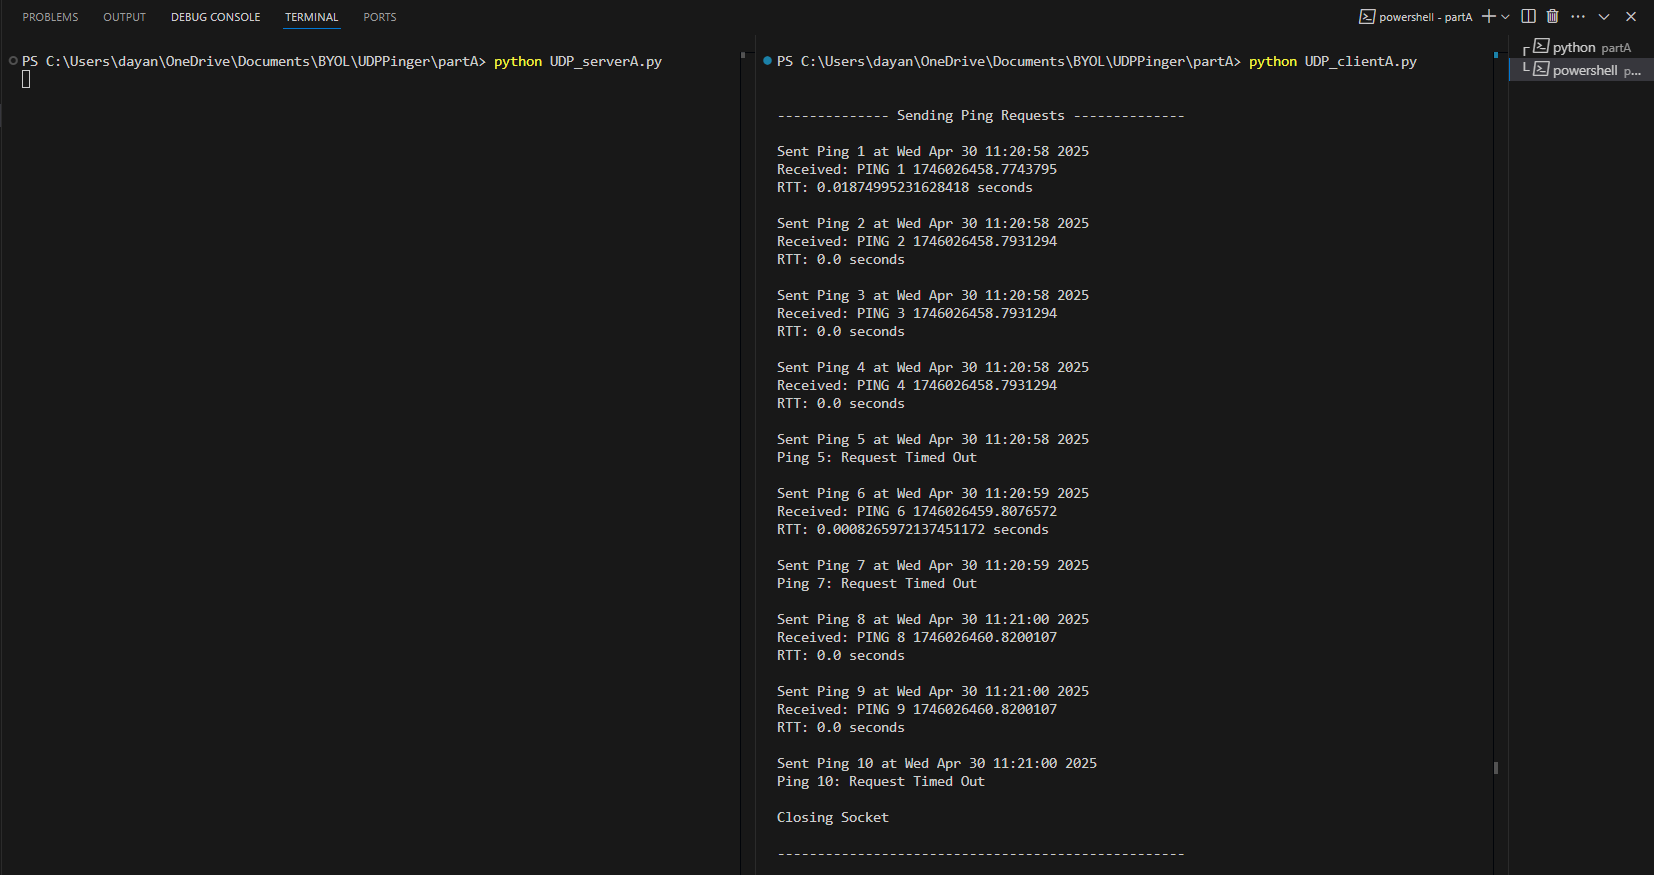 PROBLEMS OUTPUT DEBUG CONSOLE TERMINAL PORTS
powershell - partA
PS C:\Users\dayan\OneDrive\Documents\BYOL\UDPPinger\partA> python UDP_serverA.py
PS C:\Users\dayan\OneDrive\Documents\BYOL\UDPPinger\partA> python UDP_clientA.py
-------------- Sending Ping Requests --------------
Sent Ping 1 at Wed Apr 30 11:20:58 2025
Received: PING 1 1746026458.7743795
RTT: 0.01874995231628418 seconds
Sent Ping 2 at Wed Apr 30 11:20:58 2025
Received: PING 2 1746026458.7931294
RTT: 0.0 seconds
Sent Ping 3 at Wed Apr 30 11:20:58 2025
Received: PING 3 1746026458.7931294
RTT: 0.0 seconds
Sent Ping 4 at Wed Apr 30 11:20:58 2025
Received: PING 4 1746026458.7931294
RTT: 0.0 seconds
Sent Ping 5 at Wed Apr 30 11:20:58 2025
Ping 5: Request Timed Out
Sent Ping 6 at Wed Apr 30 11:20:59 2025
Received: PING 6 1746026459.8076572
RTT: 0.0008265972137451172 seconds
Sent Ping 7 at Wed Apr 30 11:20:59 2025
Ping 7: Request Timed Out
Sent Ping 8 at Wed Apr 30 11:21:00 2025
Received: PING 8 1746026460.8200107
RTT: 0.0 seconds
Sent Ping 9 at Wed Apr 30 11:21:00 2025
Received: PING 9 1746026460.8200107
RTT: 0.0 seconds
Sent Ping 10 at Wed Apr 30 11:21:00 2025
Ping 10: Request Timed Out
Closing Socket
---------------------------------------------------
python partA
powershell p...